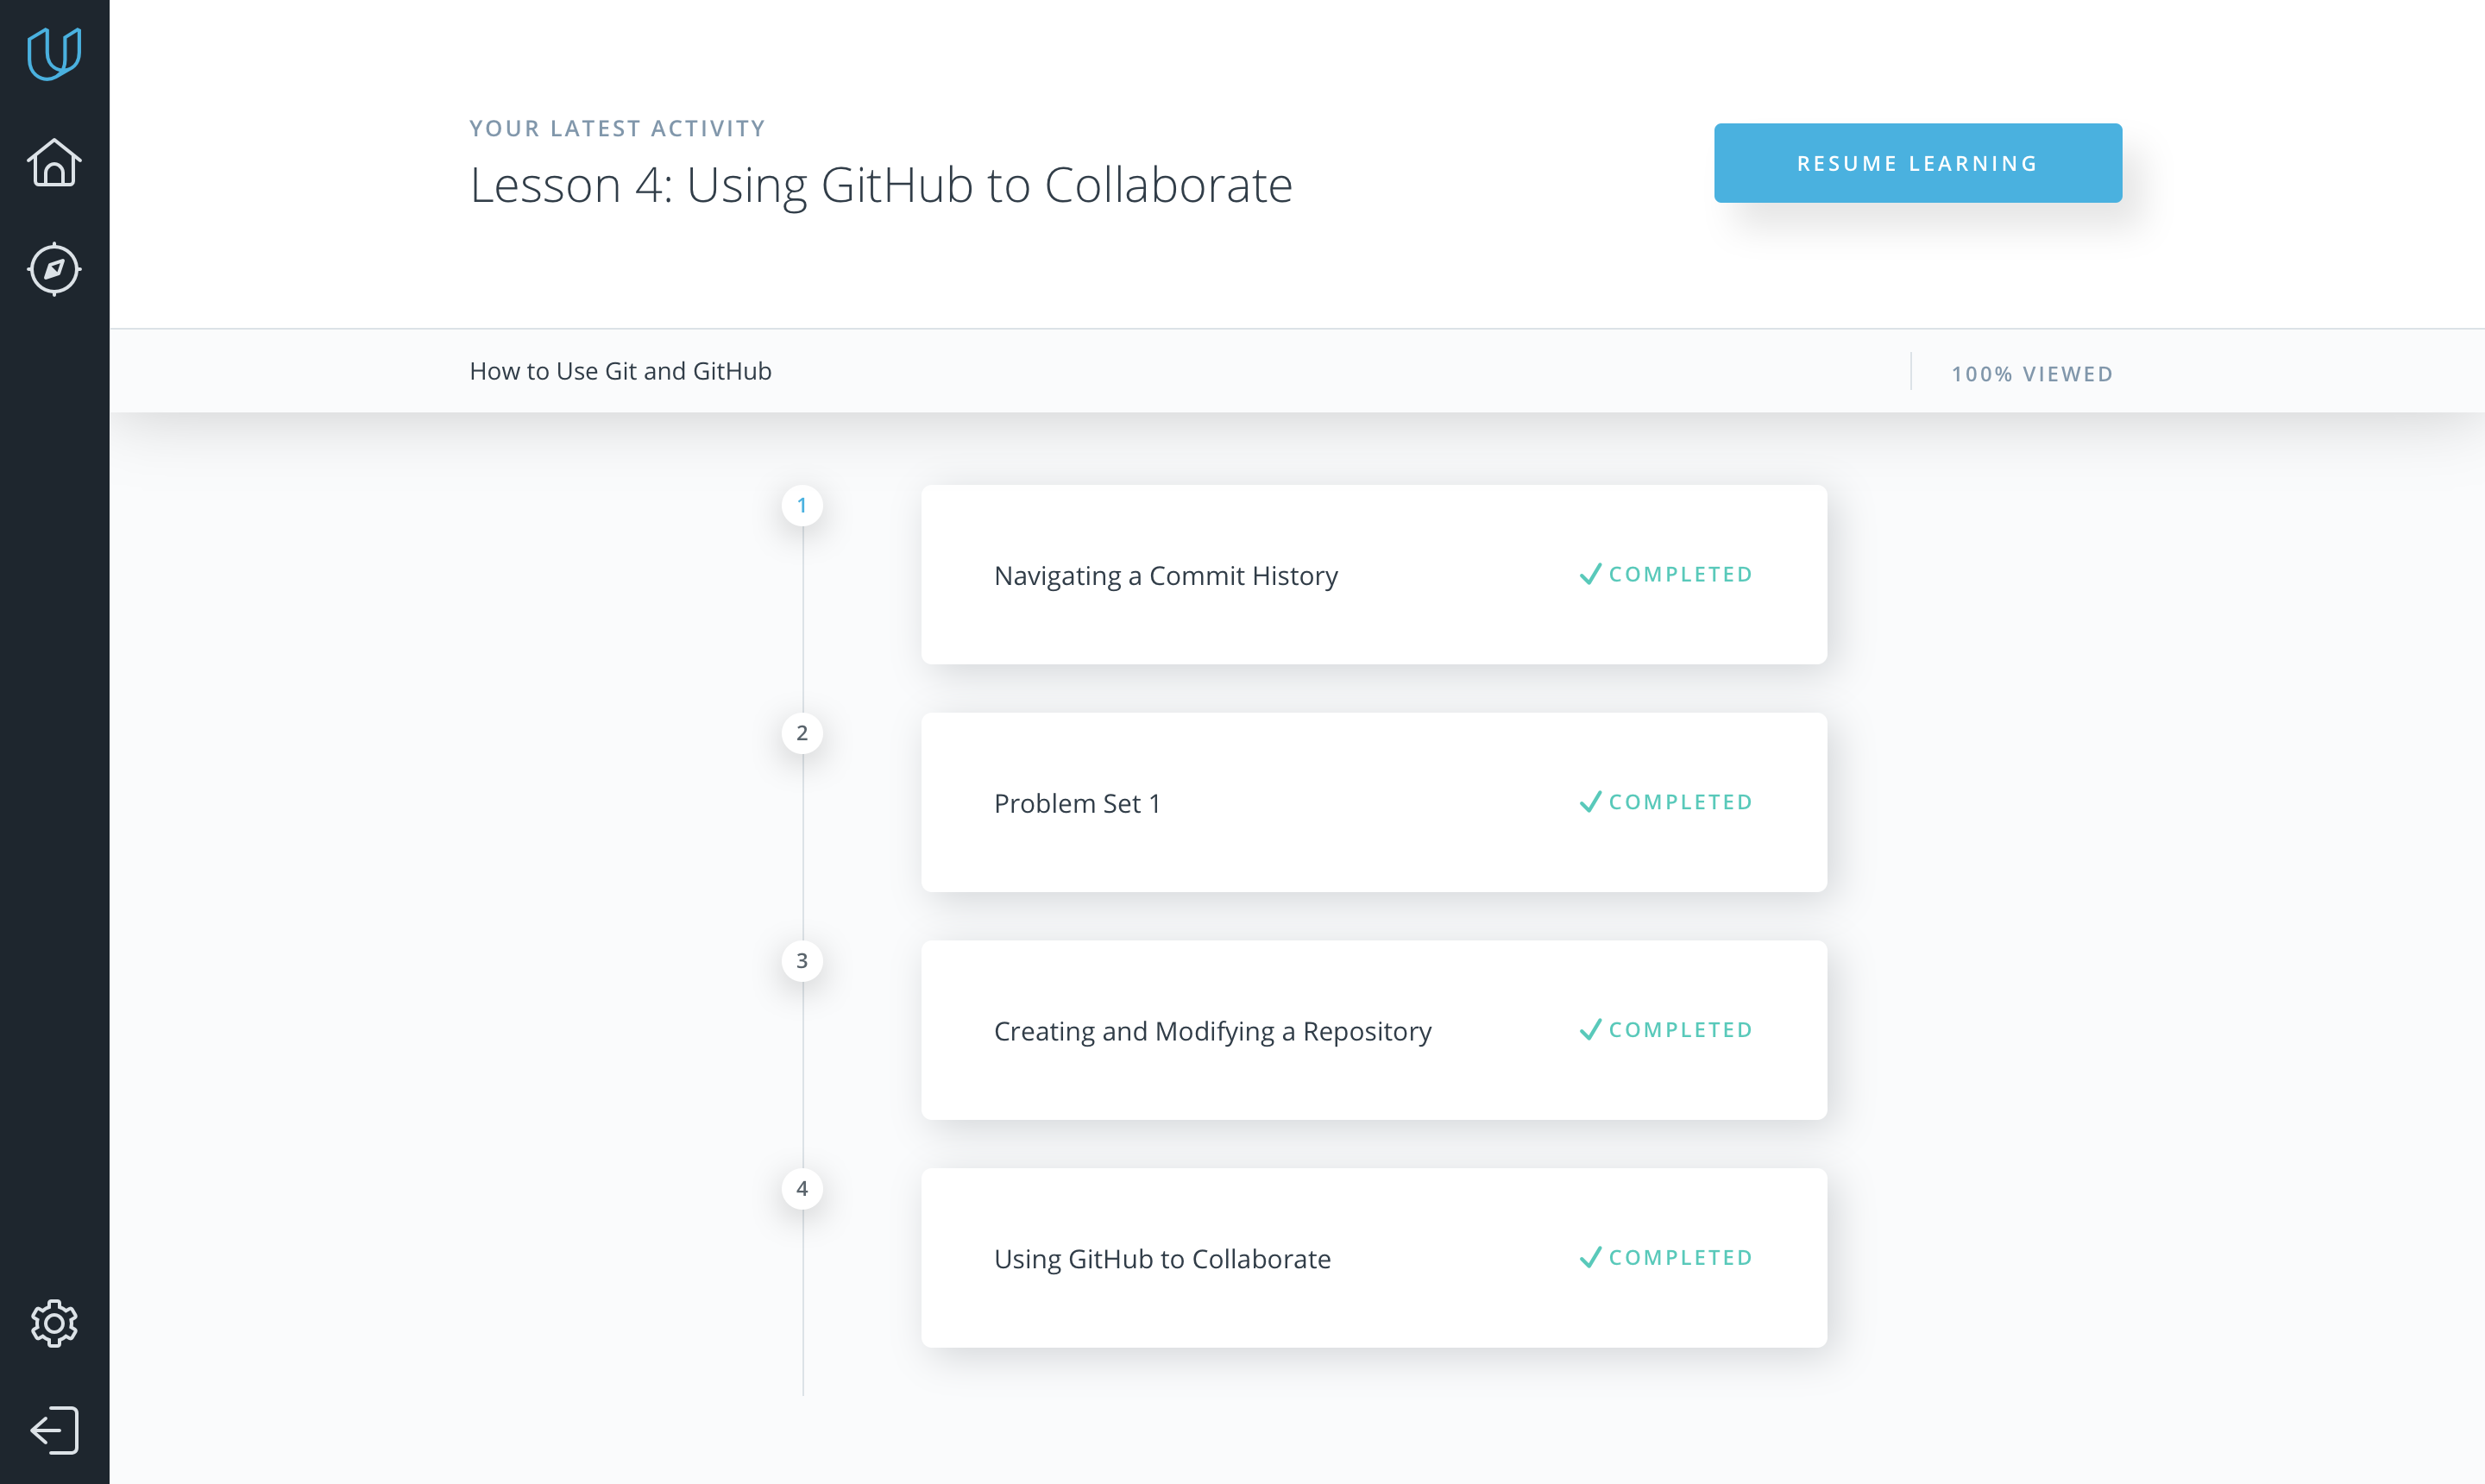 YOUR LATEST ACTIVITY
Lesson 4: Using GitHub to Collaborate
RESUME LEARNING
How to Use Git and GitHub
100% VIEWED
1
Navigating a Commit History
COMPLETED
2
Problem Set 1
COMPLETED
3
Creating and Modifying a Repository
COMPLETED
4
Using GitHub to Collaborate
COMPLETED